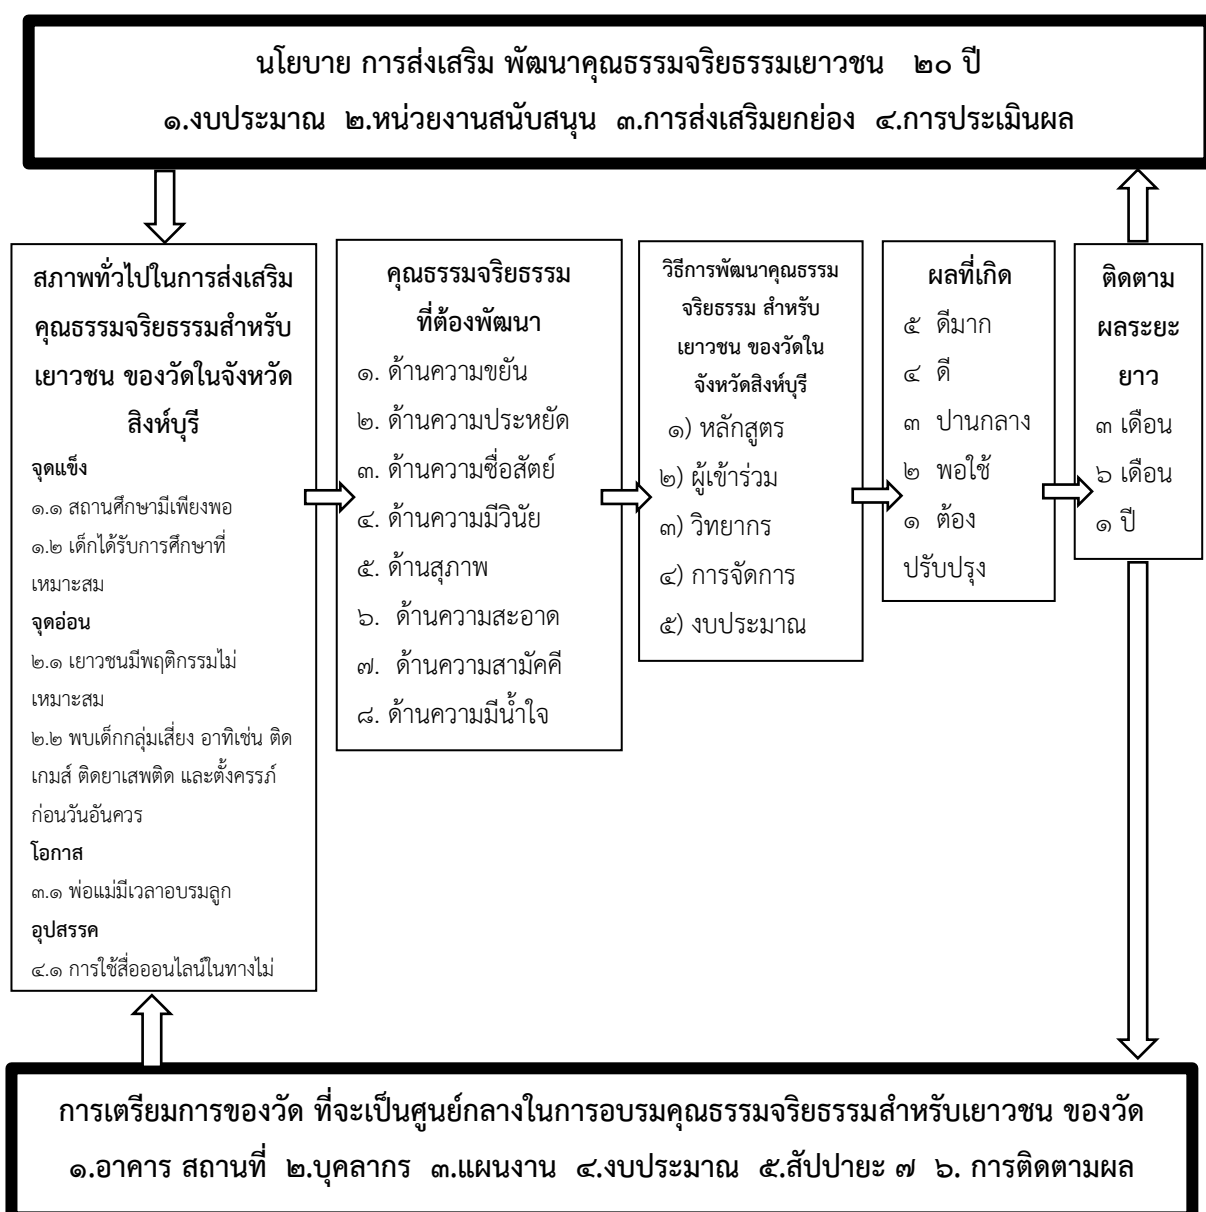 นโยบาย การส่งเสริม พัฒนาคุณธรรมจริยธรรมเยาวชน ๒๐ ปี
๑.งบประมาณ ๒.หน่วยงานสนับสนุน ๓.การส่งเสริมยกย่อง ๔.การประเมินผล
สภาพทั่วไปในการส่งเสริม
คุณธรรมจริยธรรมสำหรับ
เยาวชน ของวัดในจังหวัด
สิงห์บุรี
จุดแข็ง
๑.๑ สถานศึกษามีเพียงพอ
๑.๒ เด็กได้รับการศึกษาที่
เหมาะสม
จุดอ่อน
๒.๑ เยาวชนมีพฤติกรรมไม่
เหมาะสม
๒.๒ พบเด็กกลุ่มเสี่ยง อาทิเช่น ติด
เกมส์ ติดยาเสพติด และตั้งครรภ์
ก่อนวันอันควร
โอกาส
๓.๑ พ่อแม่มีเวลาอบรมลูก
อุปสรรค
๔.๑ การใช้สื่อออนไลน์ในทางไม่
คุณธรรมจริยธรรม
ที่ต้องพัฒนา
๑. ด้านความขยัน
๒. ด้านความประหยัด
๓. ด้านความซื่อสัตย์
๔. ด้านความมีวินัย
๕. ด้านสุภาพ
๖. ด้านความสะอาด
๗. ด้านความสามัคคี
๘. ด้านความมีน้ำใจ
วิธีการพัฒนาคุณธรรม
จริยธรรม สำหรับ
เยาวชน ของวัดใน
จังหวัดสิงห์บุรี
๑) หลักสูตร
๒) ผู้เข้าร่วม
๓) วิทยากร
๔) การจัดการ
๕) งบประมาณ
ผลที่เกิด
๕ ดีมาก
๔ ดี
๓ ปานกลาง
๒ พอใช้
๑ ต้อง
ปรับปรุง
ติดตาม
ผลระยะ
ยาว
๓ เดือน
๖ เดือน
๑ ปี
การเตรียมการของวัด ที่จะเป็นศูนย์กลางในการอบรมคุณธรรมจริยธรรมสำหรับเยาวชน ของวัด
๑.อาคาร สถานที่ ๒.บุคลากร ๓.แผนงาน ๔.งบประมาณ ๕.สัปปายะ ๗ ๖. การติดตามผล